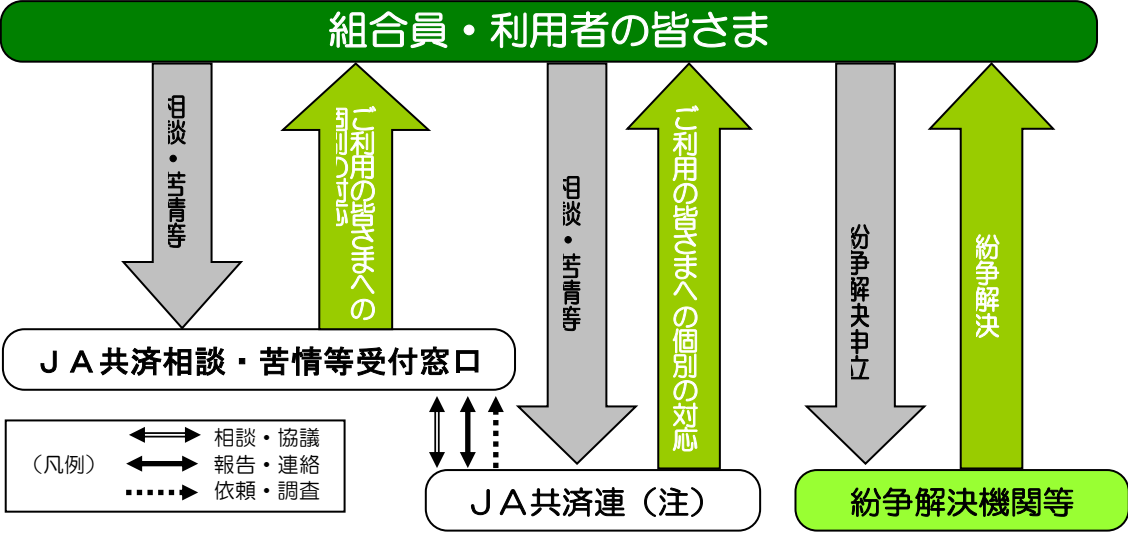 組合員・利用者の皆さま
相談・苦情等
ご利用の皆さまへ の
個別の対応
相談・苦情等
ご利用の皆さまへ の個別の対応
紛争解決申立
紛争解決
ＪＡ共済相談・苦情等受付窓口
（凡例）
相談・協議
報告・連絡
依頼・調査
ＪＡ共済連（注）
紛争解決機関等